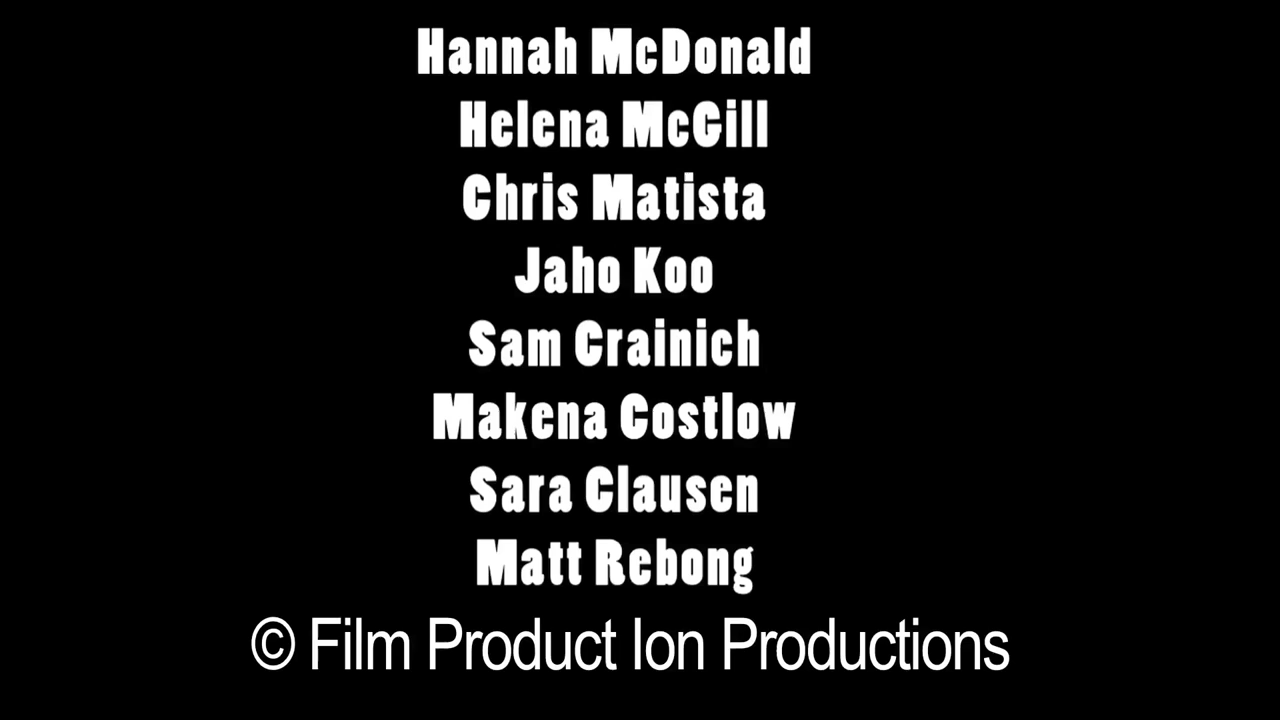 Hannah McDonald
Helena McGill
Chris Matista
Jaho Koo
Sam Crainich
Makena Costlow
Sara Clausen
Matt Rebong
© Film Product Ion Productions